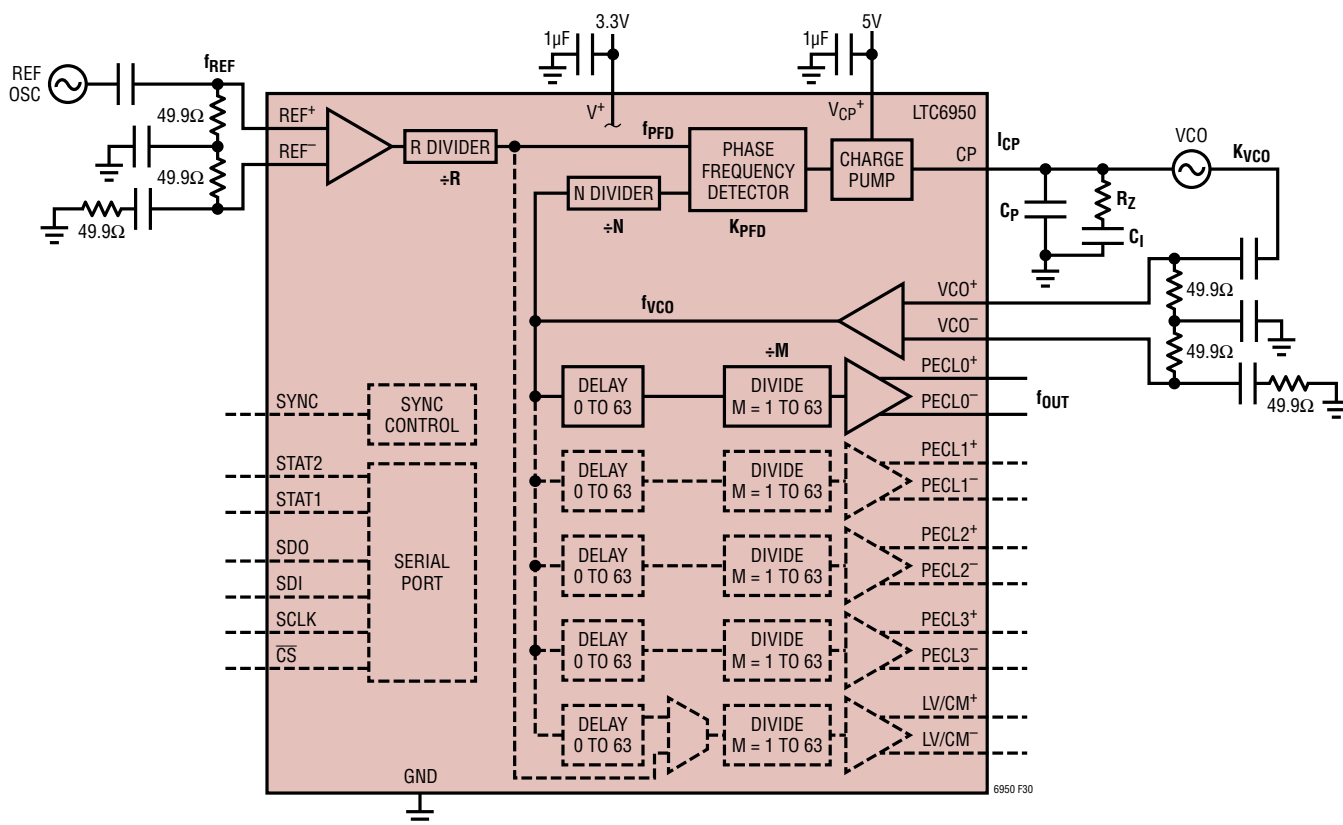 3.3V
5V
1µF
1µF
REF
OSC
fREF
49.9Ω
49.9Ω
49.9Ω
V+
VCP+
LTC6950
REF+
REF–
R DIVIDER
÷R
fPFD
N DIVIDER
÷N
PHASE
FREQUENCY
DETECTOR
KPFD
CHARGE
PUMP
CP
ICP
VCO
KVCO
CP
RZ
CI
fVCO
VCO+
VCO–
49.9Ω
49.9Ω
49.9Ω
÷M
DELAY
0 TO 63
DIVIDE
M = 1 TO 63
PECL0+
PECL0–
fOUT
SYNC
SYNC
CONTROL
DELAY
0 TO 63
DIVIDE
M = 1 TO 63
PECL1+
PECL1–
STAT2
STAT1
SDO
SDI
SCLK
CS
SERIAL
PORT
DELAY
0 TO 63
DIVIDE
M = 1 TO 63
PECL2+
PECL2–
DELAY
0 TO 63
DIVIDE
M = 1 TO 63
PECL3+
PECL3–
DELAY
0 TO 63
DIVIDE
M = 1 TO 63
LV/CM+
LV/CM–
GND
6950 F30